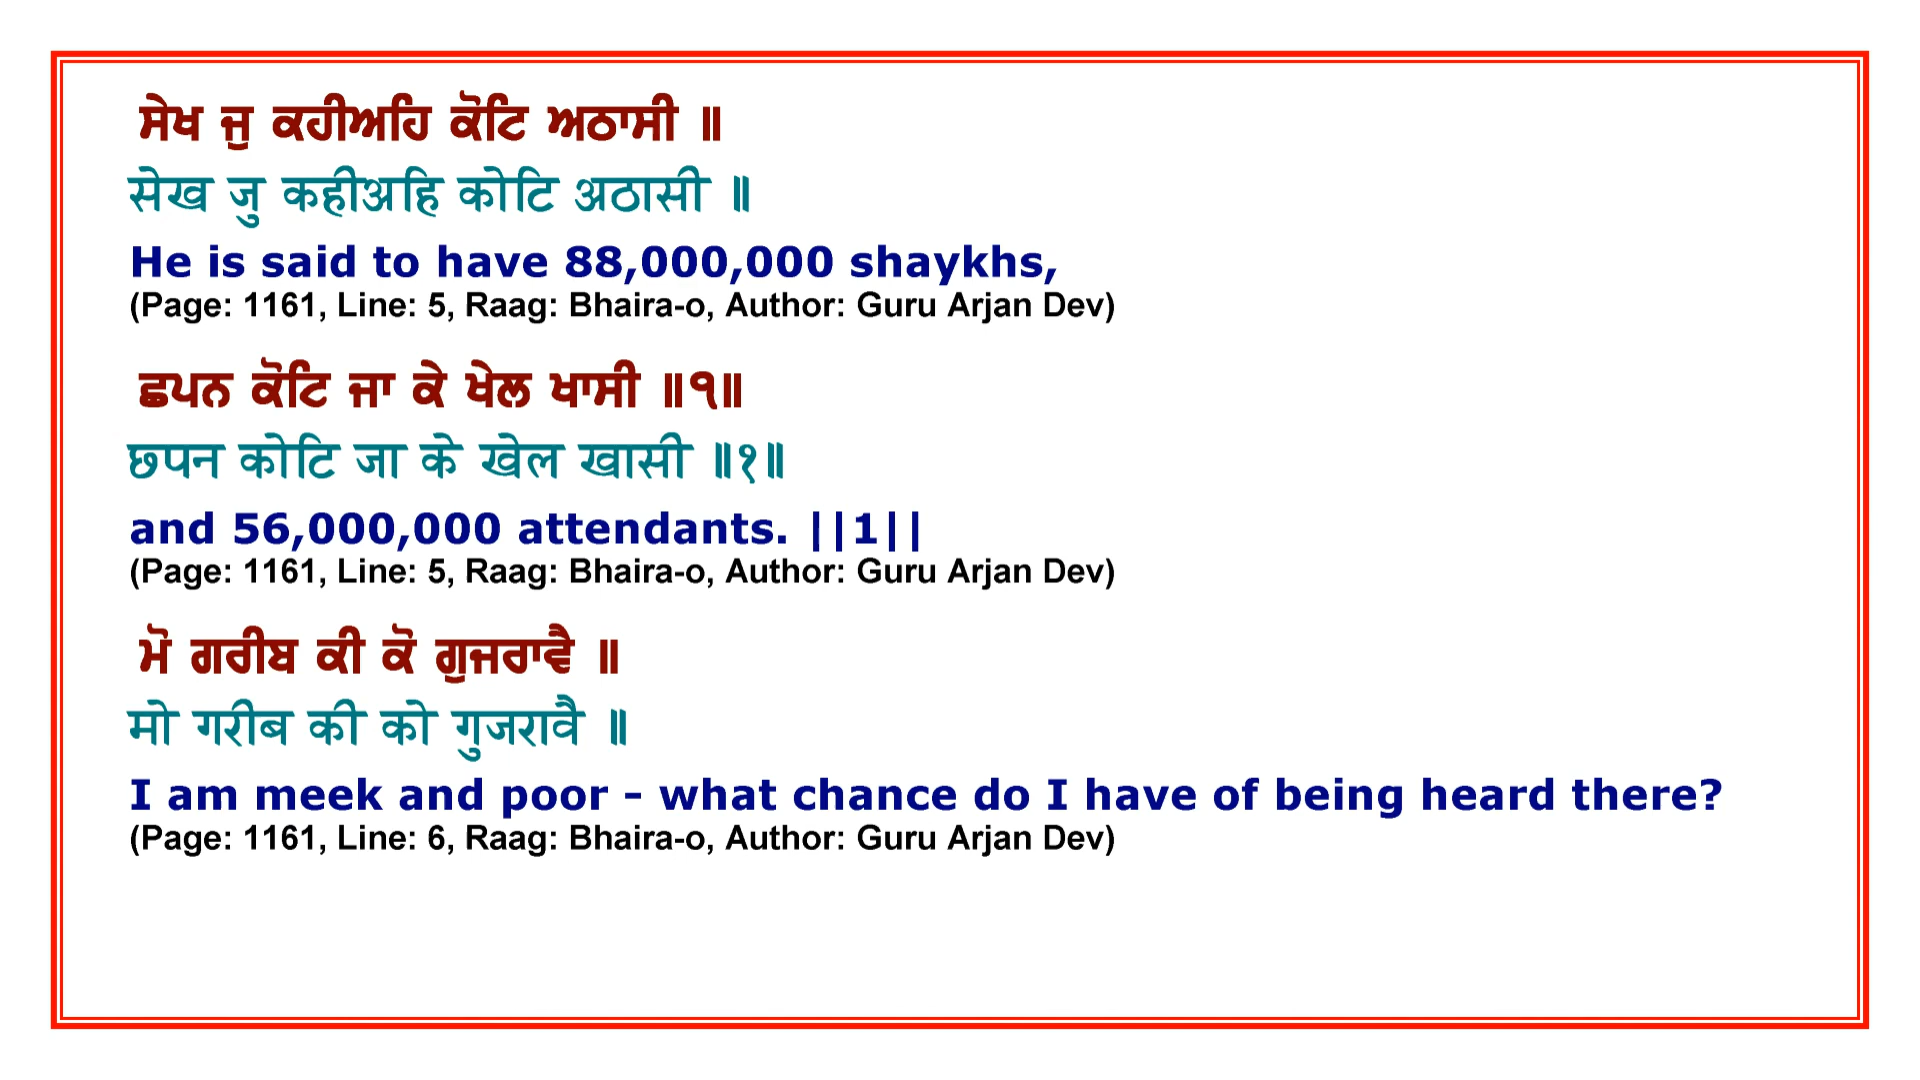 ਸੇਖ ਜੁ ਕਹੀਅਹਿ ਕੋਟਿ ਅਠਾਸੀ ॥
सेख जु कहीअहि कोटि अठासी ॥
He is said to have 88,000,000 shaykhs,
(Page: 1161, Line: 5, Raag: Bhaira-o, Author: Guru Arjan Dev)
ਛਪਨ ਕੋਟਿ ਜਾ ਕੇ ਖੇਲ ਖਾਸੀ ॥੧॥
छपन कोटि जा के खेल खासी ॥१॥
and 56,000,000 attendants. ||1||
(Page: 1161, Line: 5, Raag: Bhaira-o, Author: Guru Arjan Dev)
ਮੋ ਗਰੀਬ ਕੀ ਕੋ ਗੁਜਰਾਵੈ ॥
मो गरीब की को गुजरावै ॥
I am meek and poor - what chance do I have of being heard there?
(Page: 1161, Line: 6, Raag: Bhaira-o, Author: Guru Arjan Dev)